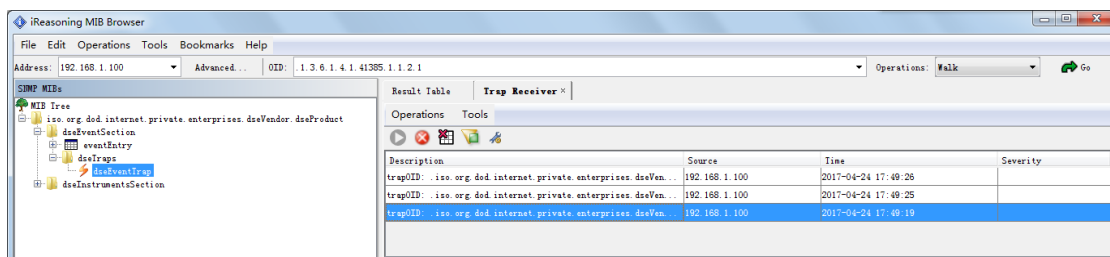 iReasoning MIB Browser
File Edit Operations Tools Bookmarks Help
Address: 192.168.1.100 Advanced... OID: .1.3.6.1.4.1.41385.1.1.2.1 Operations: Walk Go
SNMP MIBs
MIB Tree
iso.org.dod.internet.private.enterprises.dseVendor.dseProduct
dseEventSection
eventEntry
dseTraps
dseEventTrap
dseInstrumentsSection
Result Table Trap Receiver ×
Operations Tools
Description Source Time Severity
trapOID: .iso.org.dod.internet.private.enterprises.dseVen... 192.168.1.100 2017-04-24 17:49:26
trapOID: .iso.org.dod.internet.private.enterprises.dseVen... 192.168.1.100 2017-04-24 17:49:25
trapOID: .iso.org.dod.internet.private.enterprises.dseVen... 192.168.1.100 2017-04-24 17:49:19